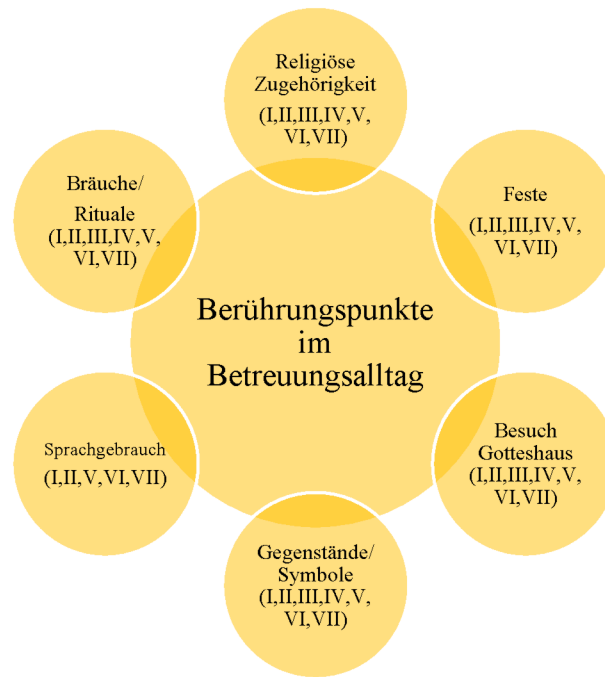 Religiöse
Zugehörigkeit
(I,II,III,IV,V,
VI,VII)
Bräuche/
Rituale
(I,II,III,IV,V,
VI,VII)
Feste
(I,II,III,IV,V,
VI,VII)
Berührungspunkte
im
Betreuungsalltag
Sprachgebrauch
(I,II,V,VI,VII)
Besuch
Gotteshaus
(I,II,III,IV,V,
VI,VII)
Gegenstände/
Symbole
(I,II,III,IV,V,
VI,VII)